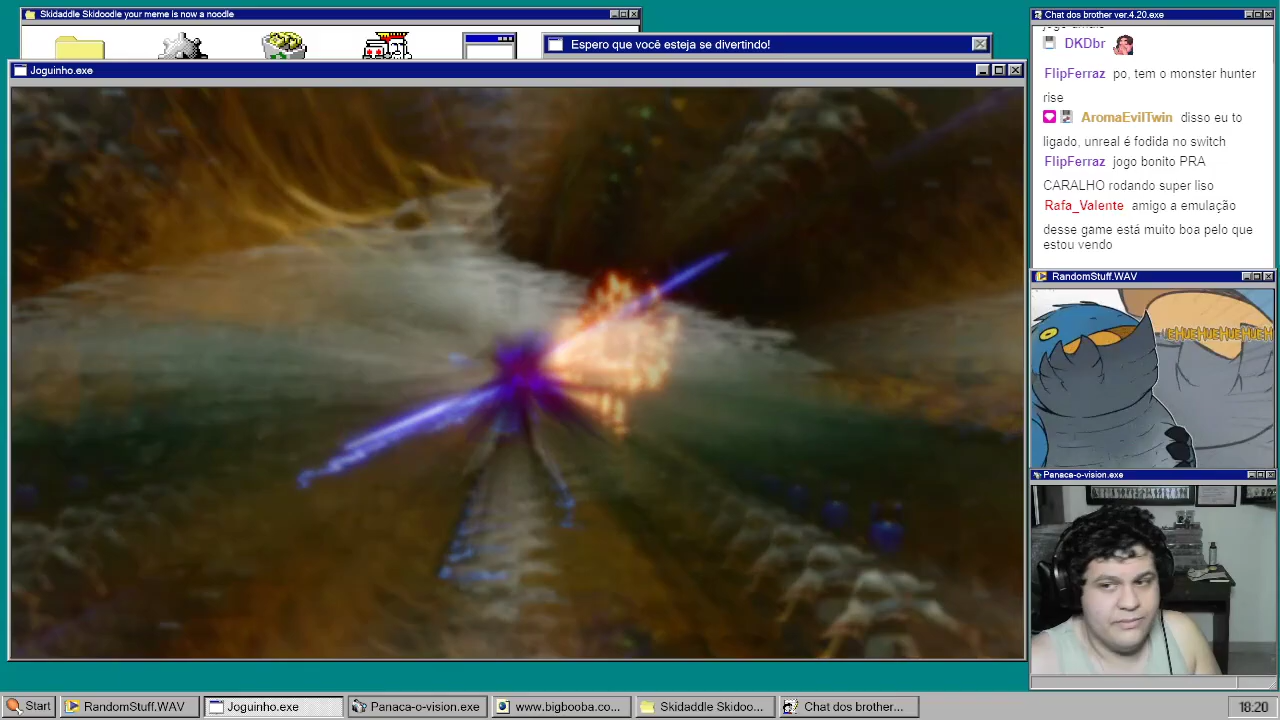 Skidaddle Skidoodle your meme is now a noodle
Espero que você esteja se divertindo!
Joguinho.exe
Chat dos brother ver.4.20.exe
DKDbr
FlipFerraz po, tem o monster hunter
rise
AromaEvilTwin disso eu to
ligado, unreal é fodida no switch
FlipFerraz jogo bonito PRA
CARALHO rodando super liso
Rafa_Valente amigo a emulação
desse game está muito boa pelo que
estou vendo
RandomStuff.WAV
EHUEHUEHUEHUEH
Panaca-o-vision.exe
Start
RandomStuff.WAV
Joguinho.exe
Panaca-o-vision.exe
www.bigbooba.co...
Skidaddle Skidoo...
Chat dos brother...
18.20